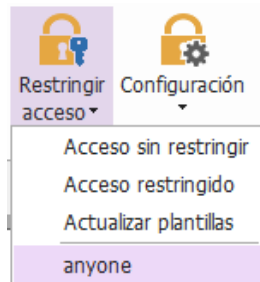 Restringir acceso
Configuración
Acceso sin restringir
Acceso restringido
Actualizar plantillas
anyone